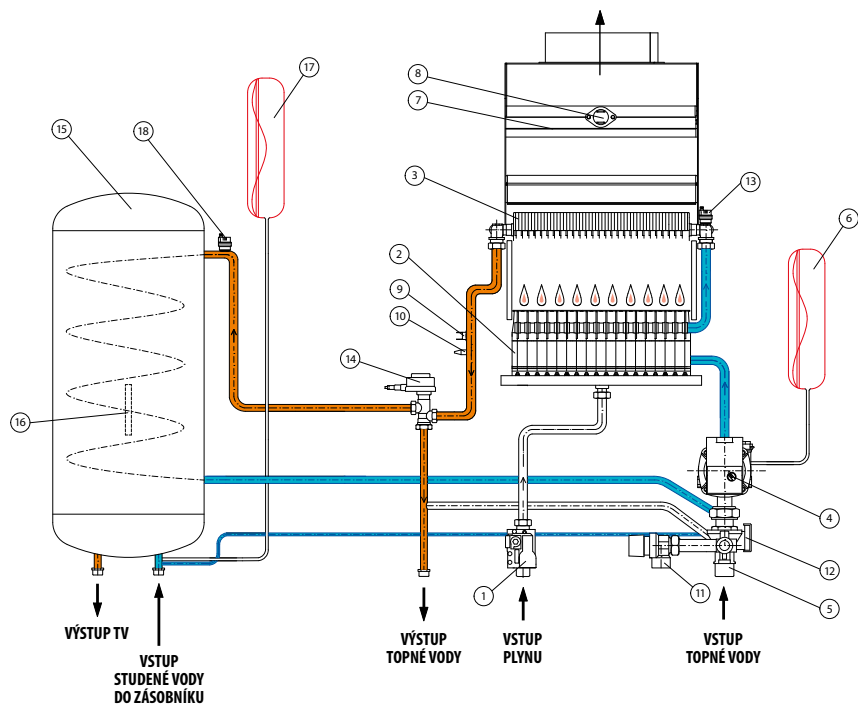 8
7
17
18
15
3
13
6
2
9
10
14
16
4
12
1
11
5
VÝSTUP TV
VSTUP
STUDENÉ VODY
DO ZÁSOBNÍKU
VÝSTUP
TOPNÉ VODY
VSTUP
PLYNU
VSTUP
TOPNÉ VODY